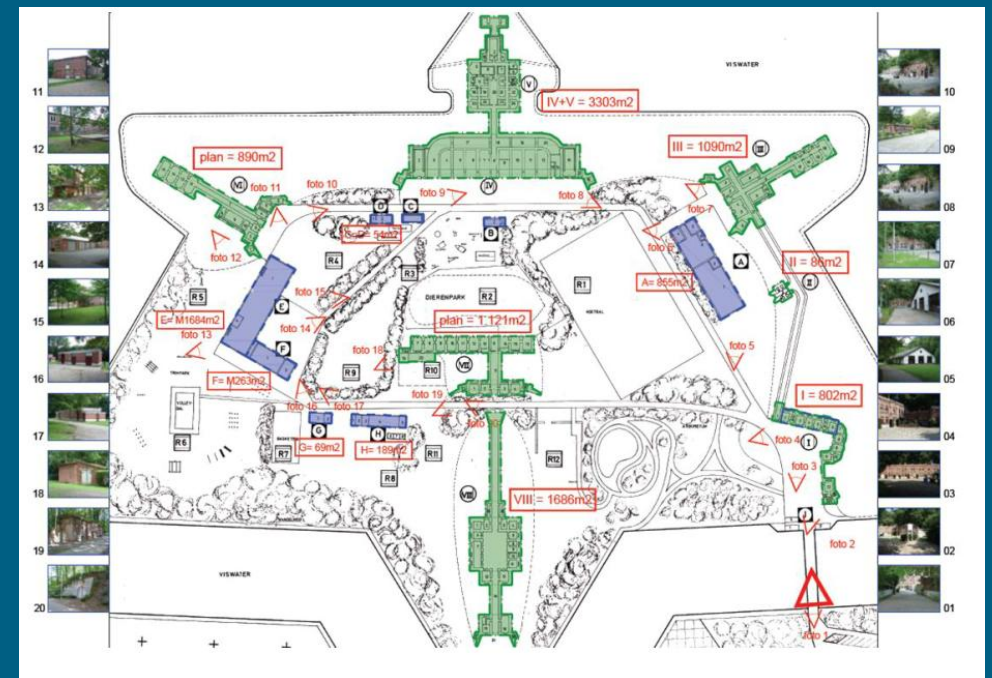 11
12
13
14
15
16
17
18
19
20
10
09
08
07
06
05
04
03
02
01
VISWATER
V
IV+V = 3303m2
plan = 890m2
III = 1090m2
III
VI
foto 11
foto 10
foto 9
IV
foto 8
foto 7
foto 12
D
C
B
A
R4
R3
II = 86m2
II
R5
foto 15
DIERENPARK
R2
R1
A= 855m2
E
E= M1684m2
foto 14
plan = 1 121m2
foto 13
F
foto 18
foto 5
VII
F= M263m2
R9
R10
foto 19
I = 802m2
foto 16
foto 17
G
H
foto 4
I
R6
R7
G= 69m2
H= 189m2
R11
R12
foto 3
R8
VIII
VIII = 1686m2
foto 2
VISWATER
foto 1